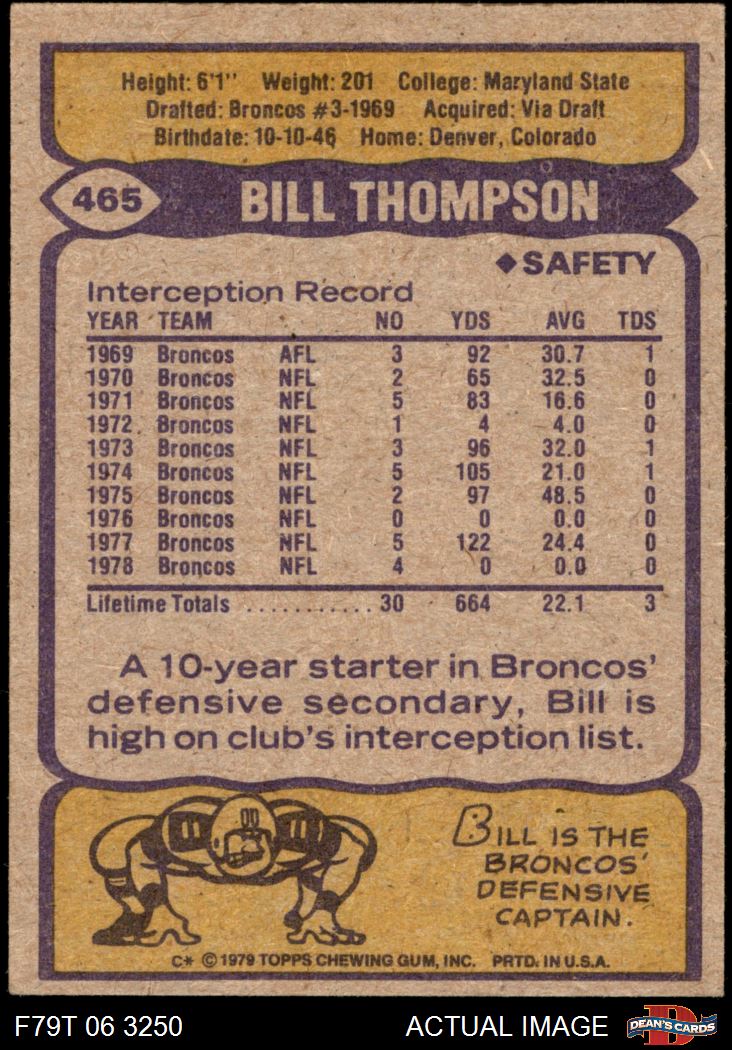 Height: 6'1'' Weight: 201 College: Maryland State
Drafted: Broncos #3-1969 Acquired: Via Draft
Birthdate: 10-10-46 Home: Denver, Colorado
465 BILL THOMPSON
◆SAFETY
Interception Record
YEAR TEAM NO YDS AVG TDS
1969 Broncos AFL 3 92 30.7 1
1970 Broncos NFL 2 65 32.5 0
1971 Broncos NFL 5 83 16.6 0
1972 Broncos NFL 1 4 4.0 0
1973 Broncos NFL 3 96 32.0 1
1974 Broncos NFL 5 105 21.0 1
1975 Broncos NFL 2 97 48.5 0
1976 Broncos NFL 0 0 0.0 0
1977 Broncos NFL 5 122 24.4 0
1978 Broncos NFL 4 0 0.0 0
Lifetime Totals ........... 30 664 22.1 3
A 10-year starter in Broncos'
defensive secondary, Bill is
high on club's interception list.
00
BILL IS THE
BRONCOS'
DEFENSIVE
CAPTAIN.
C* © 1979 TOPPS CHEWING GUM, INC. PRTD. IN U.S.A.
F79T 06 3250 ACTUAL IMAGE D DEAN'S CARDS